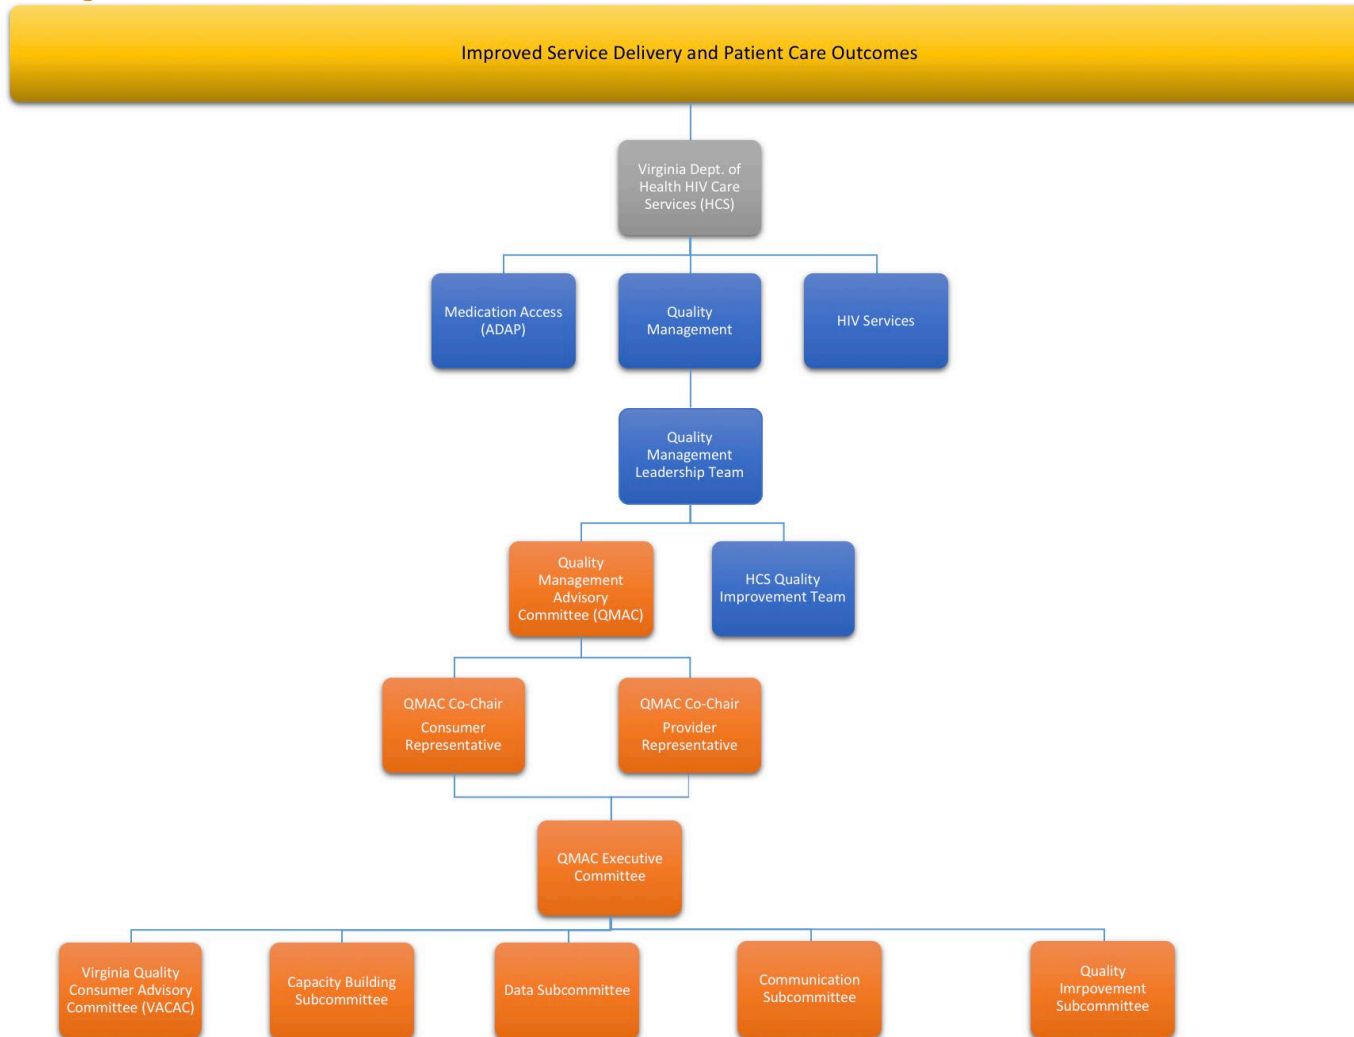 Improved Service Delivery and Patient Care Outcomes
Virginia Dept. of
Health HIV Care
Services (HCS)
Medication Access
(ADAP)
Quality
Management
HIV Services
Quality
Management
Leadership Team
Quality
Management
Advisory
Committee (QMAC)
HCS Quality
Improvement Team
QMAC Co-Chair
Consumer
Representative
QMAC Co-Chair
Provider
Representative
QMAC Executive
Committee
Virginia Quality
Consumer Advisory
Committee (VACAC)
Capacity Building
Subcommittee
Data Subcommittee
Communication
Subcommittee
Quality
Imrpovement
Subcommittee